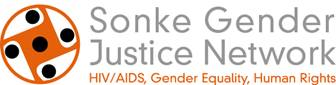 Sonke Gender
Justice Network
HIV/AIDS, Gender Equality, Human Rights